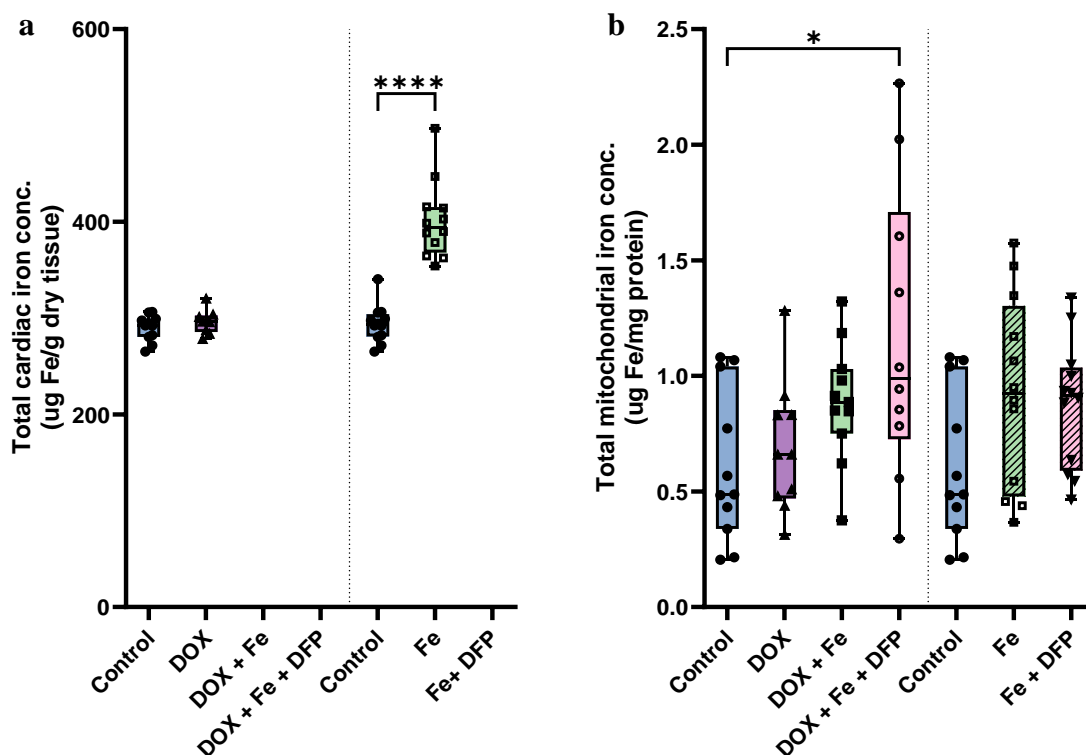 a
Total cardiac iron conc.
(ug Fe/g dry tissue)
600
400
200
0
****
Control
DOX
DOX + Fe
DOX + Fe + DFP
Control
Fe
Fe+ DFP
b
Total mitochondrial iron conc.
(ug Fe/mg protein)
2.5
2.0
1.5
1.0
0.5
0.0
*
Control
DOX
DOX + Fe
DOX + Fe + DFP
Control
Fe
Fe+ DFP